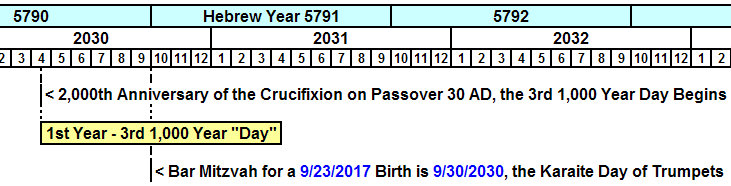 5790 Hebrew Year 5791 5792
2030 2031 2032
2 3 4 5 6 7 8 9 10 11 12 1 2 3 4 5 6 7 8 9 10 11 12 1 2 3 4 5 6 7 8 9 10 11 12 1 2
< 2,000th Anniversary of the Crucifixion on Passover 30 AD, the 3rd 1,000 Year Day Begins
1st Year - 3rd 1,000 Year "Day"
< Bar Mitzvah for a 9/23/2017 Birth is 9/30/2030, the Karaite Day of Trumpets